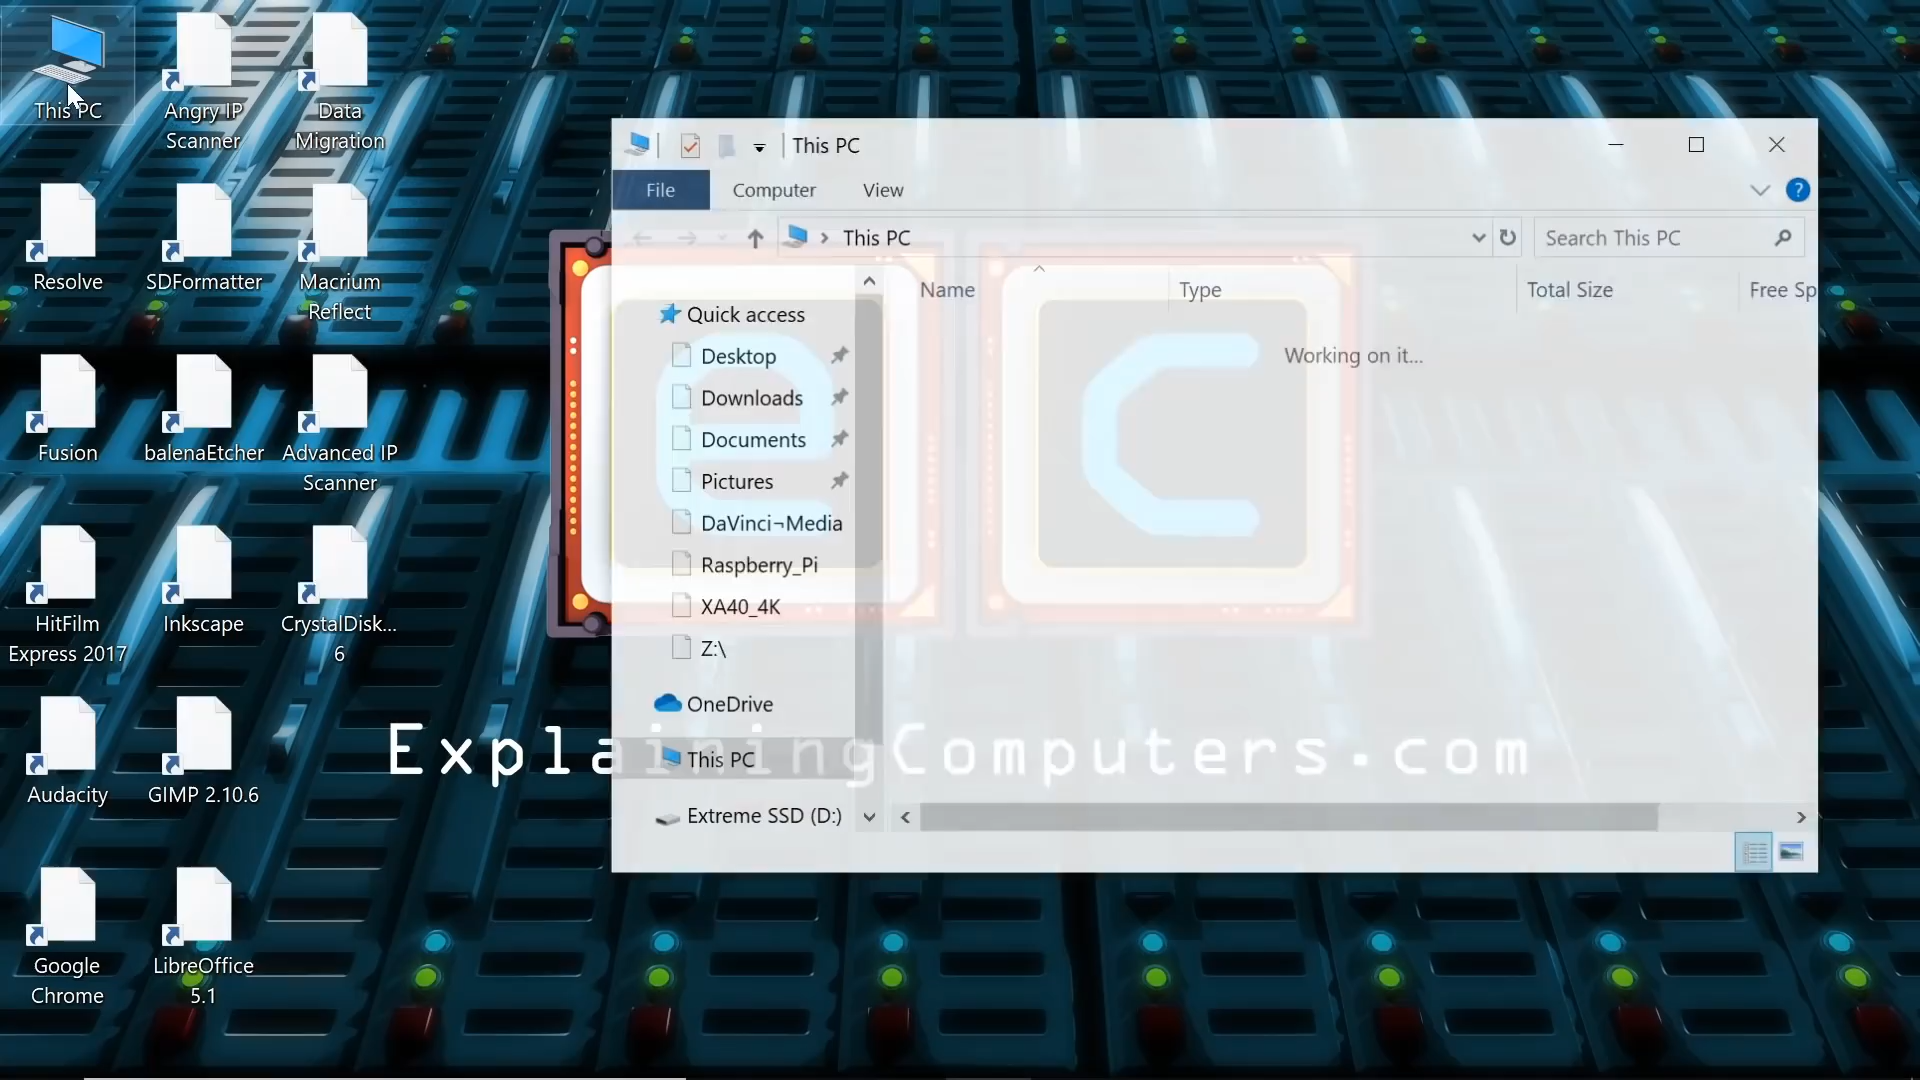 This PC
Angry IP
Scanner
Data
Migration
Resolve
SDFormatter
Macrium
Reflect
Fusion
balenaEtcher
Advanced IP
Scanner
HitFilm
Express 2017
Inkscape
CrystalDisk...
6
Audacity
GIMP 2.10.6
Google
Chrome
LibreOffice
5.1
This PC
File
Computer
View
?
This PC
Search This PC
Name
Type
Total Size
Free Sp
Working on it...
Quick access
Desktop
Downloads
Documents
Pictures
DaVinci¬Media
Raspberry_Pi
XA40_4K
Z:\
OneDrive
This PC
Extreme SSD (D:)
e
c
ExplainingComputers.com